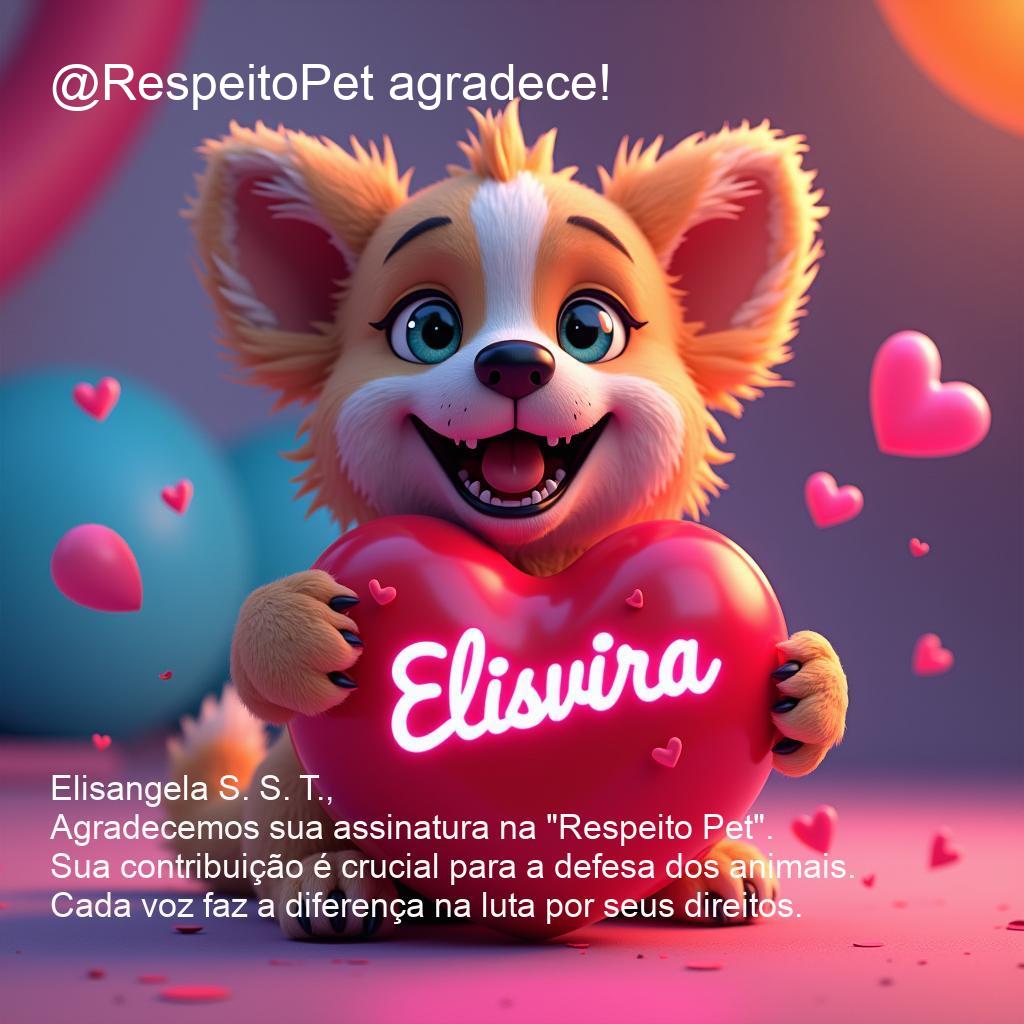 @RespeitoPet agradece!
Elisvira
Elisangela S. S. T.,
Agradecemos sua assinatura na "Respeito Pet".
Sua contribuição é crucial para a defesa dos animais.
Cada voz faz a diferença na luta por seus direitos.